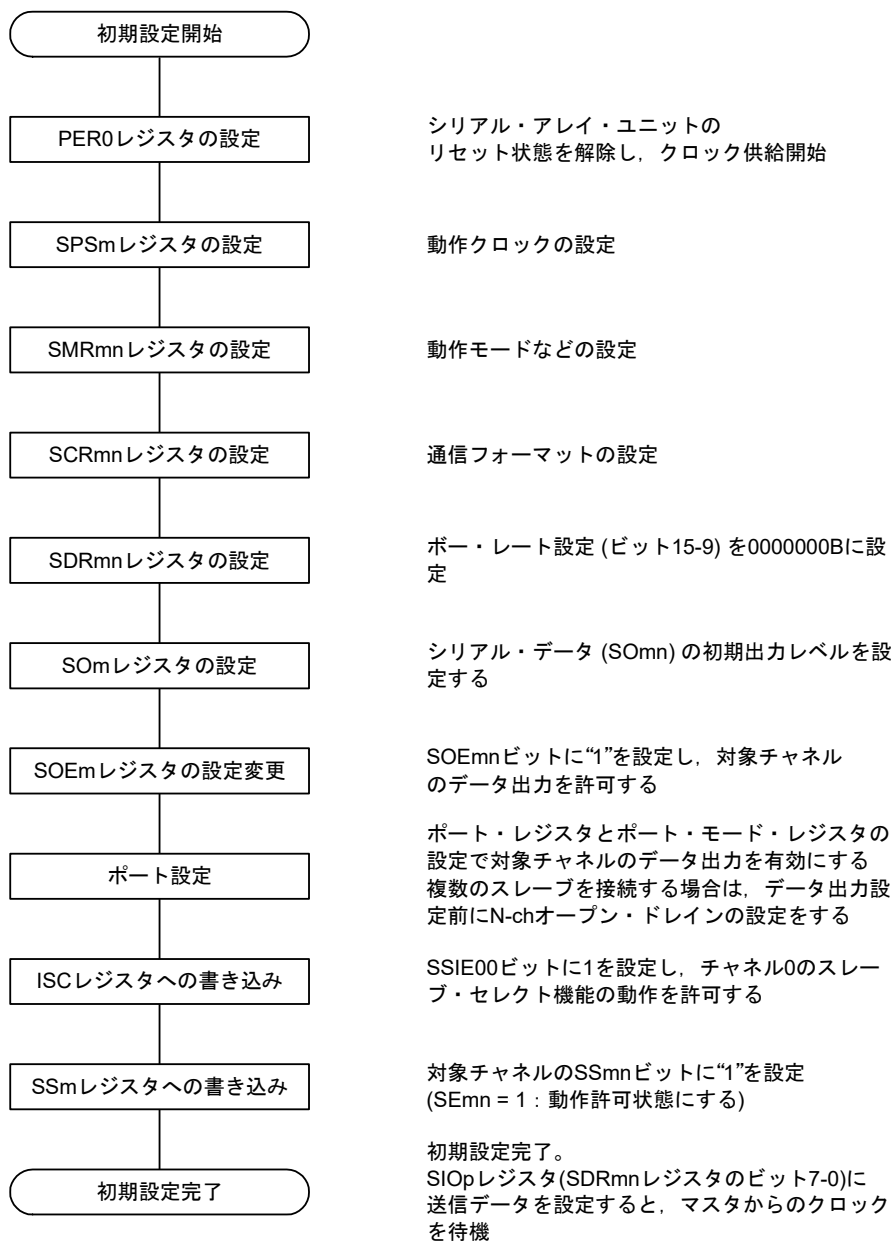 初期設定開始
PER0レジスタの設定
シリアル・アレイ・ユニットの
リセット状態を解除し，クロック供給開始
SPSmレジスタの設定
動作クロックの設定
SMRmnレジスタの設定
動作モードなどの設定
SCRmnレジスタの設定
通信フォーマットの設定
SDRmnレジスタの設定
ボー・レート設定 (ビット15-9) を0000000Bに設
定
SOmレジスタの設定
シリアル・データ (SOmn) の初期出力レベルを設
定する
SOEmレジスタの設定変更
SOEmnビットに“1”を設定し，対象チャネル
のデータ出力を許可する
ポート設定
ポート・レジスタとポート・モード・レジスタの
設定で対象チャネルのデータ出力を有効にする
複数のスレーブを接続する場合は，データ出力設
定前にN-chオープン・ドレインの設定をする
ISCレジスタへの書き込み
SSIE00ビットに1を設定し，チャネル0のスレー
ブ・セレクト機能の動作を許可する
SSmレジスタへの書き込み
対象チャネルのSSmnビットに“1”を設定
(SEmn = 1：動作許可状態にする)
初期設定完了
初期設定完了。
SIOpレジスタ(SDRmnレジスタのビット7-0)に
送信データを設定すると，マスタからのクロック
を待機